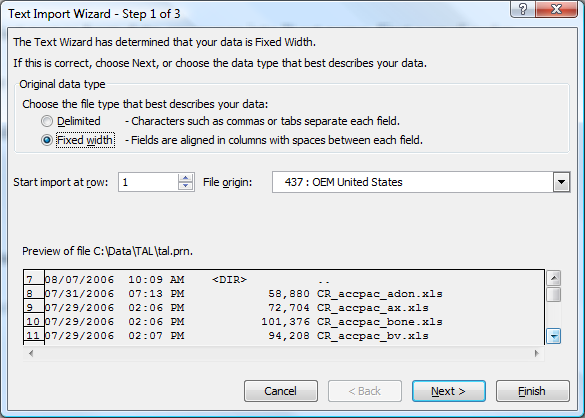 Text Import Wizard - Step 1 of 3
The Text Wizard has determined that your data is Fixed Width.
If this is correct, choose Next, or choose the data type that best describes your data.
Original data type
Choose the file type that best describes your data:
Delimited - Characters such as commas or tabs separate each field.
Fixed width - Fields are aligned in columns with spaces between each field.
Start import at row: 1 File origin: 437 : OEM United States
Preview of file C:\Data\TAL\tal.prn.
7 08/07/2006 10:09 AM <DIR> ..
8 07/31/2006 07:13 PM 58,880 CR_accpac_adon.xls
9 07/29/2006 02:06 PM 72,704 CR_accpac_ax.xls
10 07/29/2006 02:06 PM 101,376 CR_accpac_bone.xls
11 07/29/2006 02:07 PM 94,208 CR_accpac_bv.xls
Cancel < Back Next > Finish